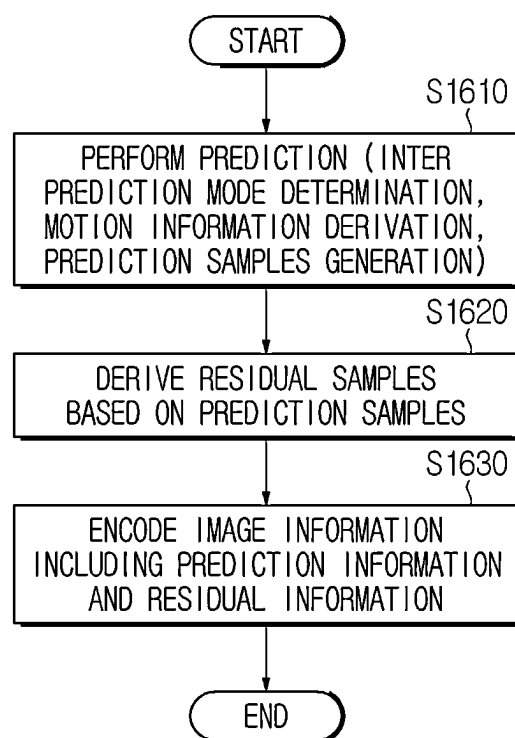 START
S1610
PERFORM PREDICTION (INTER
PREDICTION MODE DETERMINATION,
MOTION INFORMATION DERIVATION,
PREDICTION SAMPLES GENERATION)
S1620
DERIVE RESIDUAL SAMPLES
BASED ON PREDICTION SAMPLES
S1630
ENCODE IMAGE INFORMATION
INCLUDING PREDICTION INFORMATION
AND RESIDUAL INFORMATION
END